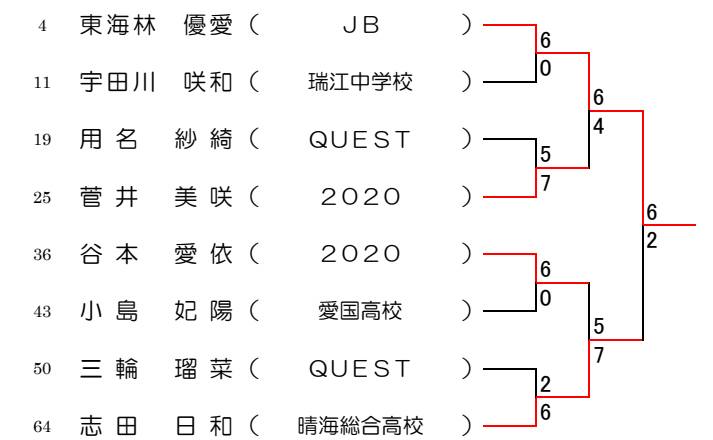 4 東海林 優愛 ( JB )
6
0
11 宇田川 咲和 ( 瑞江中学校 )
6
4
19 用名 紗綺 ( QUEST )
5
7
25 菅井 美咲 ( 2020 )
6
2
36 谷本 愛依 ( 2020 )
6
0
43 小島 妃陽 ( 愛国高校 )
5
7
50 三輪 瑠菜 ( QUEST )
2
6
64 志田 日和 ( 晴海総合高校 )